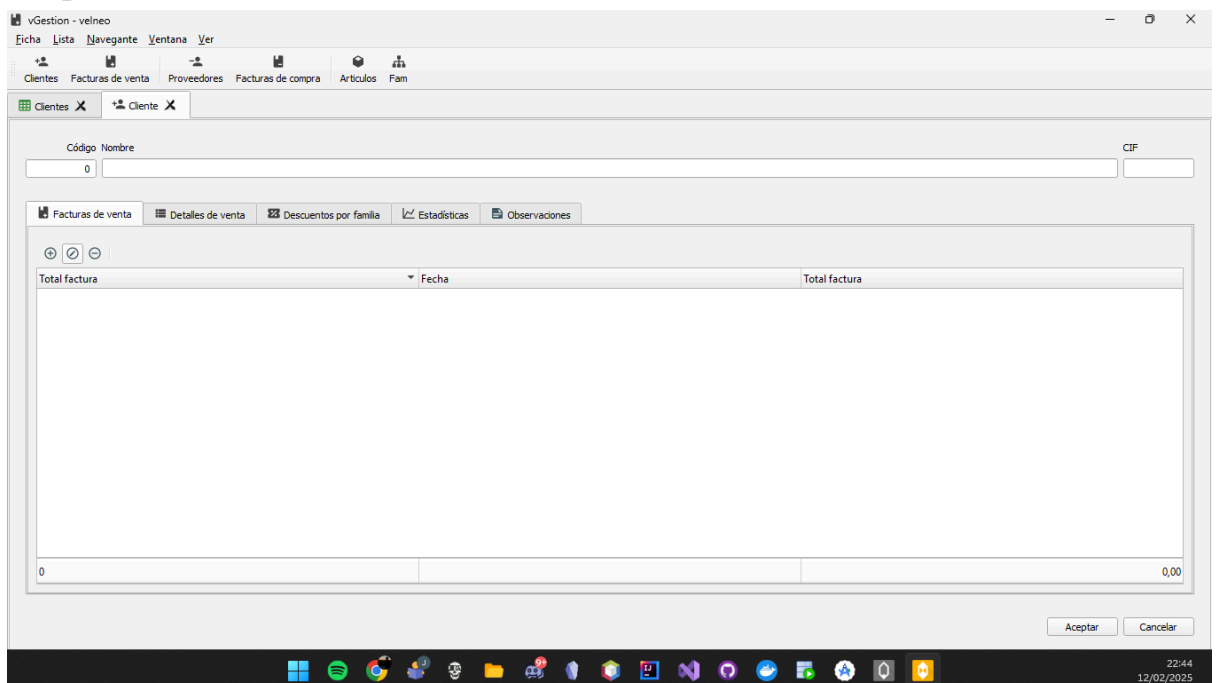 vGestion - velneo
Ficha Lista Navegante Ventana Ver
Clientes Facturas de venta Proveedores Facturas de compra Articulos Fam
Clientes Cliente
Código Nombre CIF
0
Facturas de venta Detalles de venta Descuentos por familia Estadísticas Observaciones
Total factura Fecha Total factura
0 0,00
Aceptar Cancelar
22:44
12/02/2025